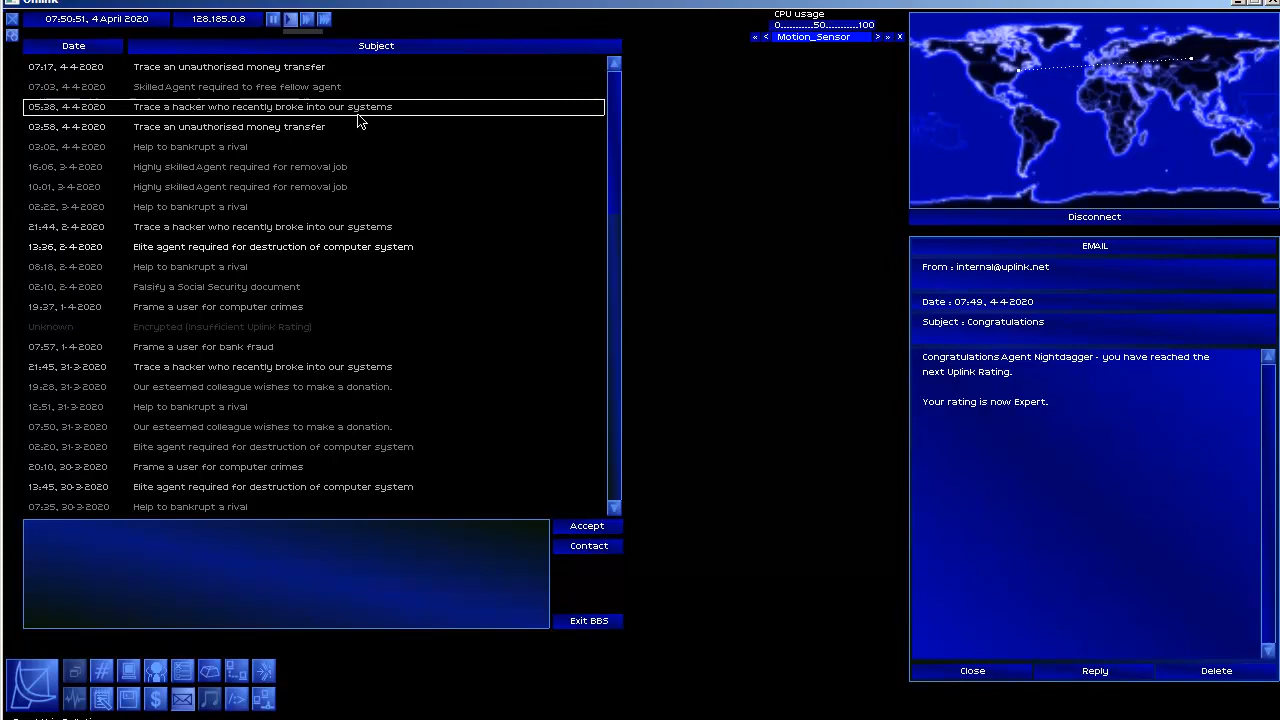 07:50:51, 4 April 2020
128.185.0.8
CPU usage
0.....50.....100
« < Motion_Sensor > » x
Date Subject
07:17, 4-4-2020 Trace an unauthorised money transfer
07:03, 4-4-2020 Skilled Agent required to free fellow agent
05:38, 4-4-2020 Trace a hacker who recently broke into our systems
03:58, 4-4-2020 Trace an unauthorised money transfer
03:02, 4-4-2020 Help to bankrupt a rival
16:06, 3-4-2020 Highly skilled Agent required for removal job
10:01, 3-4-2020 Highly skilled Agent required for removal job
02:22, 3-4-2020 Help to bankrupt a rival
21:44, 2-4-2020 Trace a hacker who recently broke into our systems
13:36, 2-4-2020 Elite agent required for destruction of computer system
08:18, 2-4-2020 Help to bankrupt a rival
02:10, 2-4-2020 Falsify a Social Security document
19:37, 1-4-2020 Frame a user for computer crimes
Unknown Encrypted (Insufficient Uplink Rating)
07:57, 1-4-2020 Frame a user for bank fraud
21:45, 31-3-2020 Trace a hacker who recently broke into our systems
19:28, 31-3-2020 Our esteemed colleague wishes to make a donation.
12:51, 31-3-2020 Help to bankrupt a rival
07:50, 31-3-2020 Our esteemed colleague wishes to make a donation.
02:20, 31-3-2020 Elite agent required for destruction of computer system
20:10, 30-3-2020 Frame a user for computer crimes
13:45, 30-3-2020 Elite agent required for destruction of computer system
07:35, 30-3-2020 Help to bankrupt a rival
Accept
Contact
Exit BBS
Disconnect
EMAIL
From : internal@uplink.net
Date : 07:49, 4-4-2020
Subject : Congratulations
Congratulations Agent Nightdagger - you have reached the
next Uplink Rating.
Your rating is now Expert.
Close Reply Delete